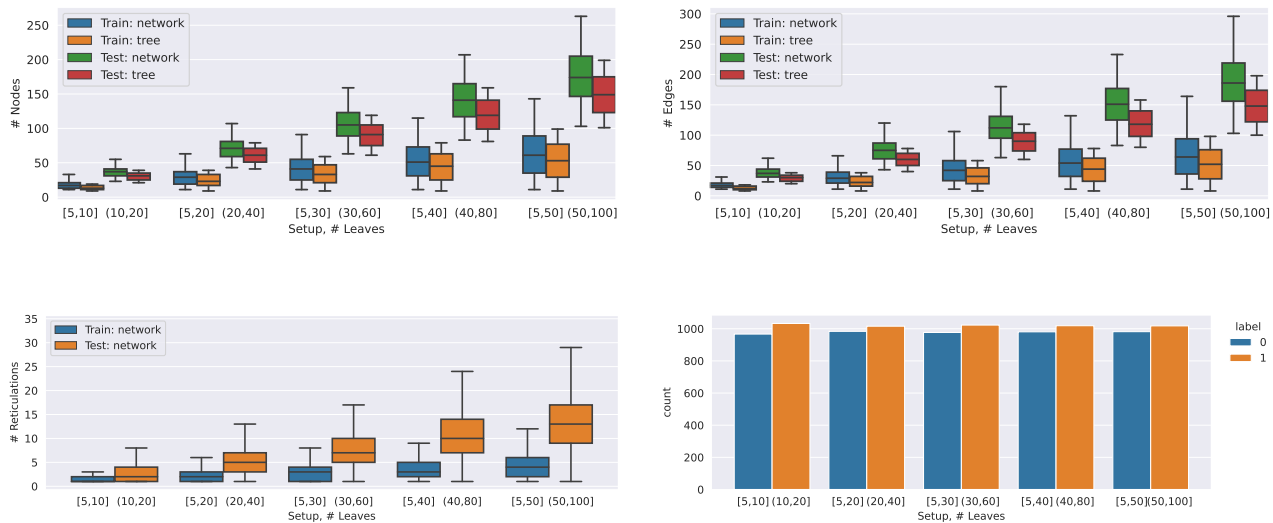 Train: network
Train: tree
Test: network
Test: tree
# Nodes
250
200
150
100
50
0
[5,10] (10,20) [5,20] (20,40) [5,30] (30,60) [5,40] (40,80) [5,50] (50,100)
Setup, # Leaves
Train: network
Train: tree
Test: network
Test: tree
# Edges
300
250
200
150
100
50
0
[5,10] (10,20) [5,20] (20,40) [5,30] (30,60) [5,40] (40,80) [5,50] (50,100)
Setup, # Leaves
Train: network
Test: network
# Reticulations
35
30
25
20
15
10
5
0
[5,10] (10,20) [5,20] (20,40) [5,30] (30,60) [5,40] (40,80) [5,50] (50,100)
Setup, # Leaves
count
1000
800
600
400
200
0
[5,10] (10,20) [5,20] (20,40) [5,30] (30,60) [5,40] (40,80) [5,50] (50,100)
Setup, # Leaves
label
0
1